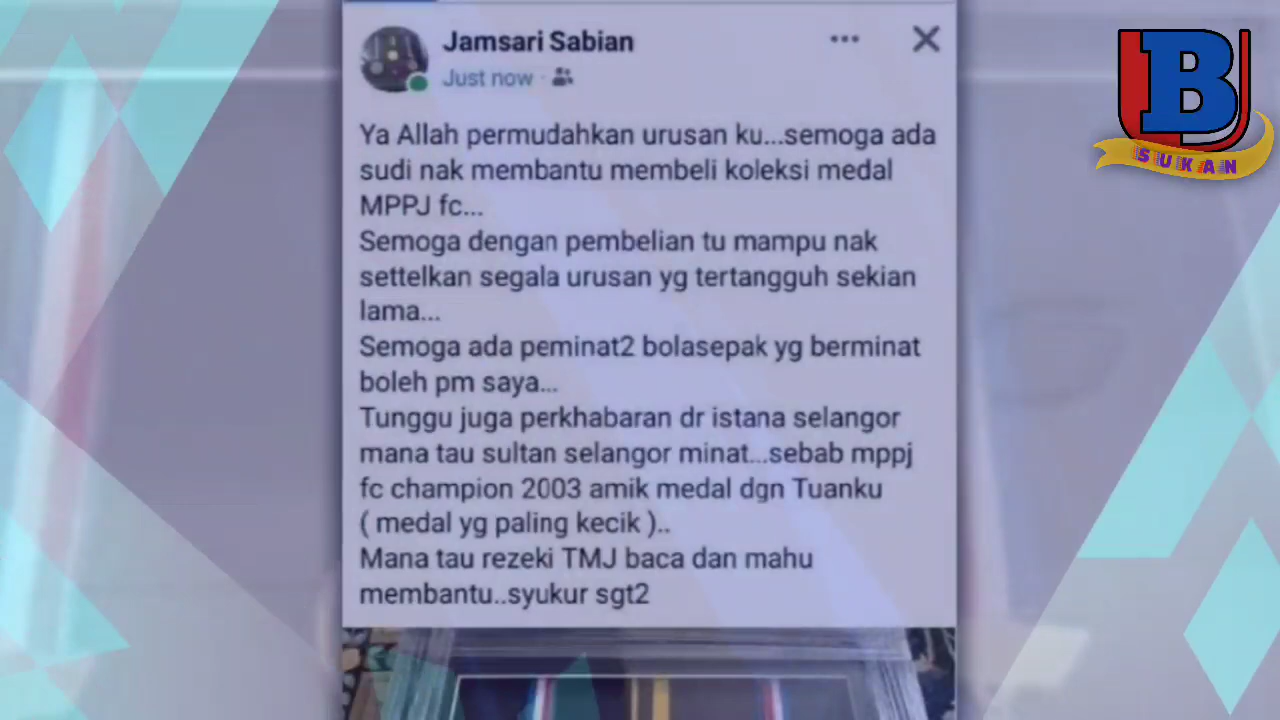 Jamsari Sabian
Just now
Ya Allah permudahkan urusan ku...semoga ada
sudi nak membantu membeli koleksi medal
MPPJ fc...
Semoga dengan pembelian tu mampu nak
settelkan segala urusan yg tertangguh sekian
lama...
Semoga ada peminat2 bolasepak yg berminat
boleh pm saya...
Tunggu juga perkhabaran dr istana selangor
mana tau sultan selangor minat...sebab mppj
fc champion 2003 amik medal dgn Tuanku
( medal yg paling kecik )..
Mana tau rezeki TMJ baca dan mahu
membantu..syukur sgt2
B
SUKAN